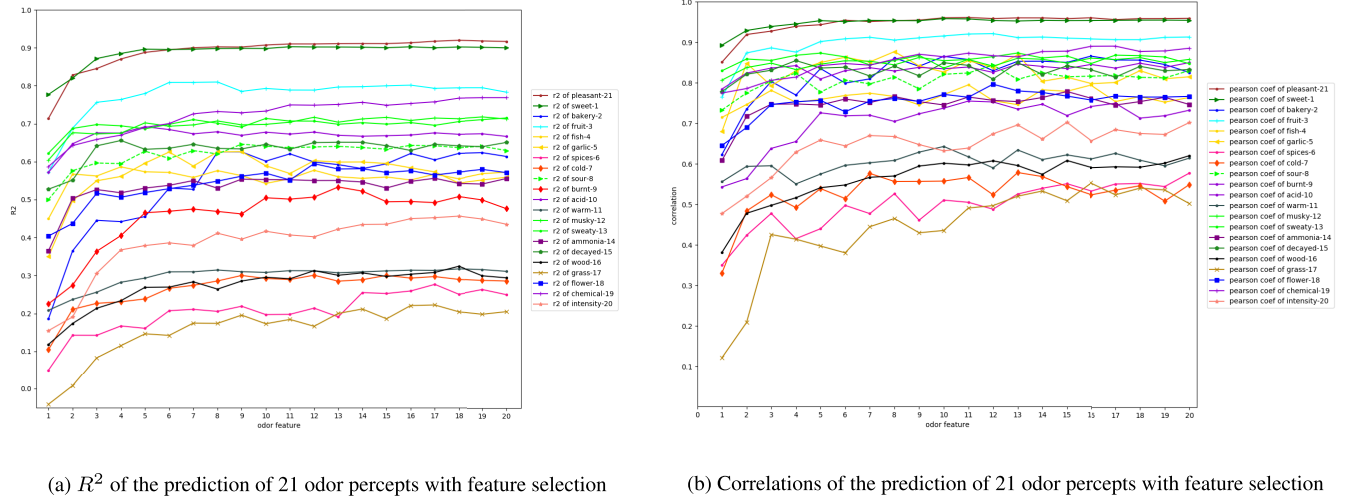 1.0
0.9
0.8
0.7
0.6
0.5
0.4
0.3
0.2
0.1
0.0
R2
1 2 3 4 5 6 7 8 9 10 11 12 13 14 15 16 17 18 19 20
odor feature
r2 of pleasant-21
r2 of sweet-1
r2 of bakery-2
r2 of fruit-3
r2 of fish-4
r2 of garlic-5
r2 of spices-6
r2 of cold-7
r2 of sour-8
r2 of burnt-9
r2 of acid-10
r2 of warm-11
r2 of musky-12
r2 of sweaty-13
r2 of ammonia-14
r2 of decayed-15
r2 of wood-16
r2 of grass-17
r2 of flower-18
r2 of chemical-19
r2 of intensity-20
(a) R² of the prediction of 21 odor percepts with feature selection
1.0
0.9
0.8
0.7
0.6
0.5
0.4
0.3
0.2
0.1
correlation
0 1 2 3 4 5 6 7 8 9 10 11 12 13 14 15 16 17 18 19 20
odor feature
pearson coef of pleasant-21
pearson coef of sweet-1
pearson coef of bakery-2
pearson coef of fruit-3
pearson coef of fish-4
pearson coef of garlic-5
pearson coef of spices-6
pearson coef of cold-7
pearson coef of sour-8
pearson coef of burnt-9
pearson coef of acid-10
pearson coef of warm-11
pearson coef of musky-12
pearson coef of sweaty-13
pearson coef of ammonia-14
pearson coef of decayed-15
pearson coef of wood-16
pearson coef of grass-17
pearson coef of flower-18
pearson coef of chemical-19
pearson coef of intensity-20
(b) Correlations of the prediction of 21 odor percepts with feature selection